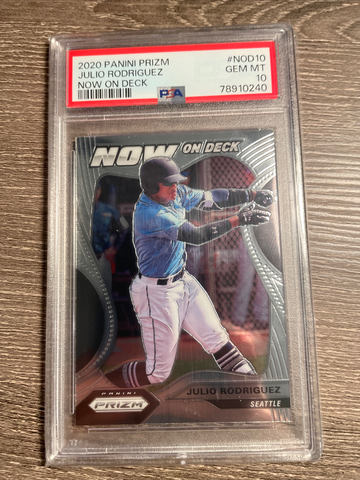 2020 PANINI PRIZM #NOD10
JULIO RODRIGUEZ GEM MT
NOW ON DECK 10
PSA 78910240
NOW ON DECK
JULIO RODRIGUEZ
PANINI
PRIZM SEATTLE